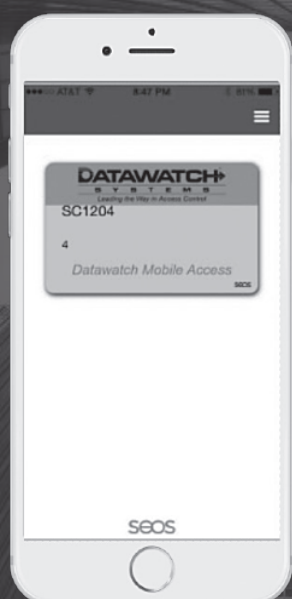 AT&T 8:47 PM 81%
DATAWATCH
SYSTEMS
Leading the Way in Access Control
SC1204
4
Datawatch Mobile Access
seos
seos